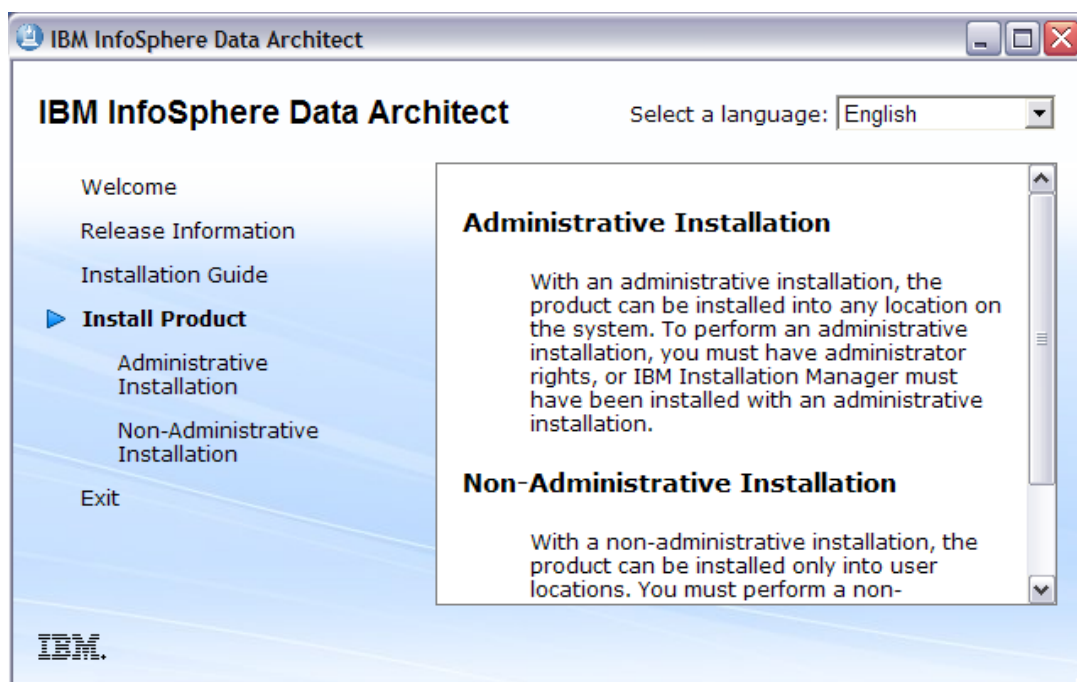 IBM InfoSphere Data Architect
IBM InfoSphere Data Architect
Select a language: English
Welcome
Release Information
Installation Guide
Install Product
Administrative
Installation
Non-Administrative
Installation
Exit
Administrative Installation
With an administrative installation, the
product can be installed into any location on
the system. To perform an administrative
installation, you must have administrator
rights, or IBM Installation Manager must
have been installed with an administrative
installation.
Non-Administrative Installation
With a non-administrative installation, the
product can be installed only into user
locations. You must perform a non-
IBM.